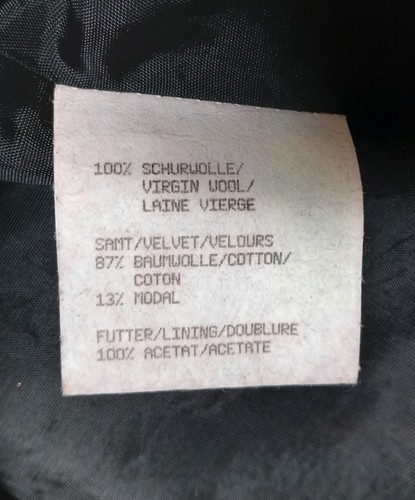 100% SCHURWOLLE/
VIRGIN WOOL/
LAINE VIERGE
SAMT/VELVET/VELOURS
87% BAUMWOLLE/COTTON/
COTON
13% MODAL
FUTTER/LINING/DOUBLURE
100% ACETAT/ACETATE